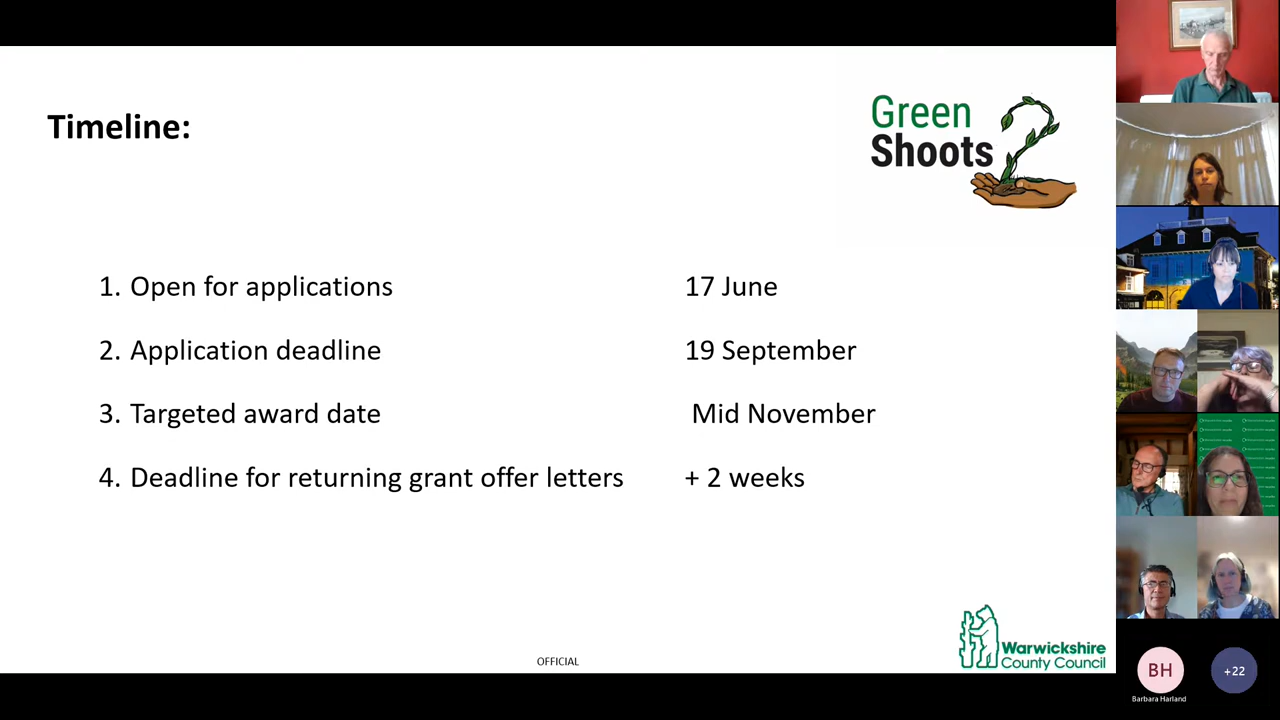 Timeline:
Green
Shoots
1. Open for applications 17 June
2. Application deadline 19 September
3. Targeted award date Mid November
4. Deadline for returning grant offer letters + 2 weeks
OFFICIAL
Warwickshire
County Council
BH
+22
Barbara Harland